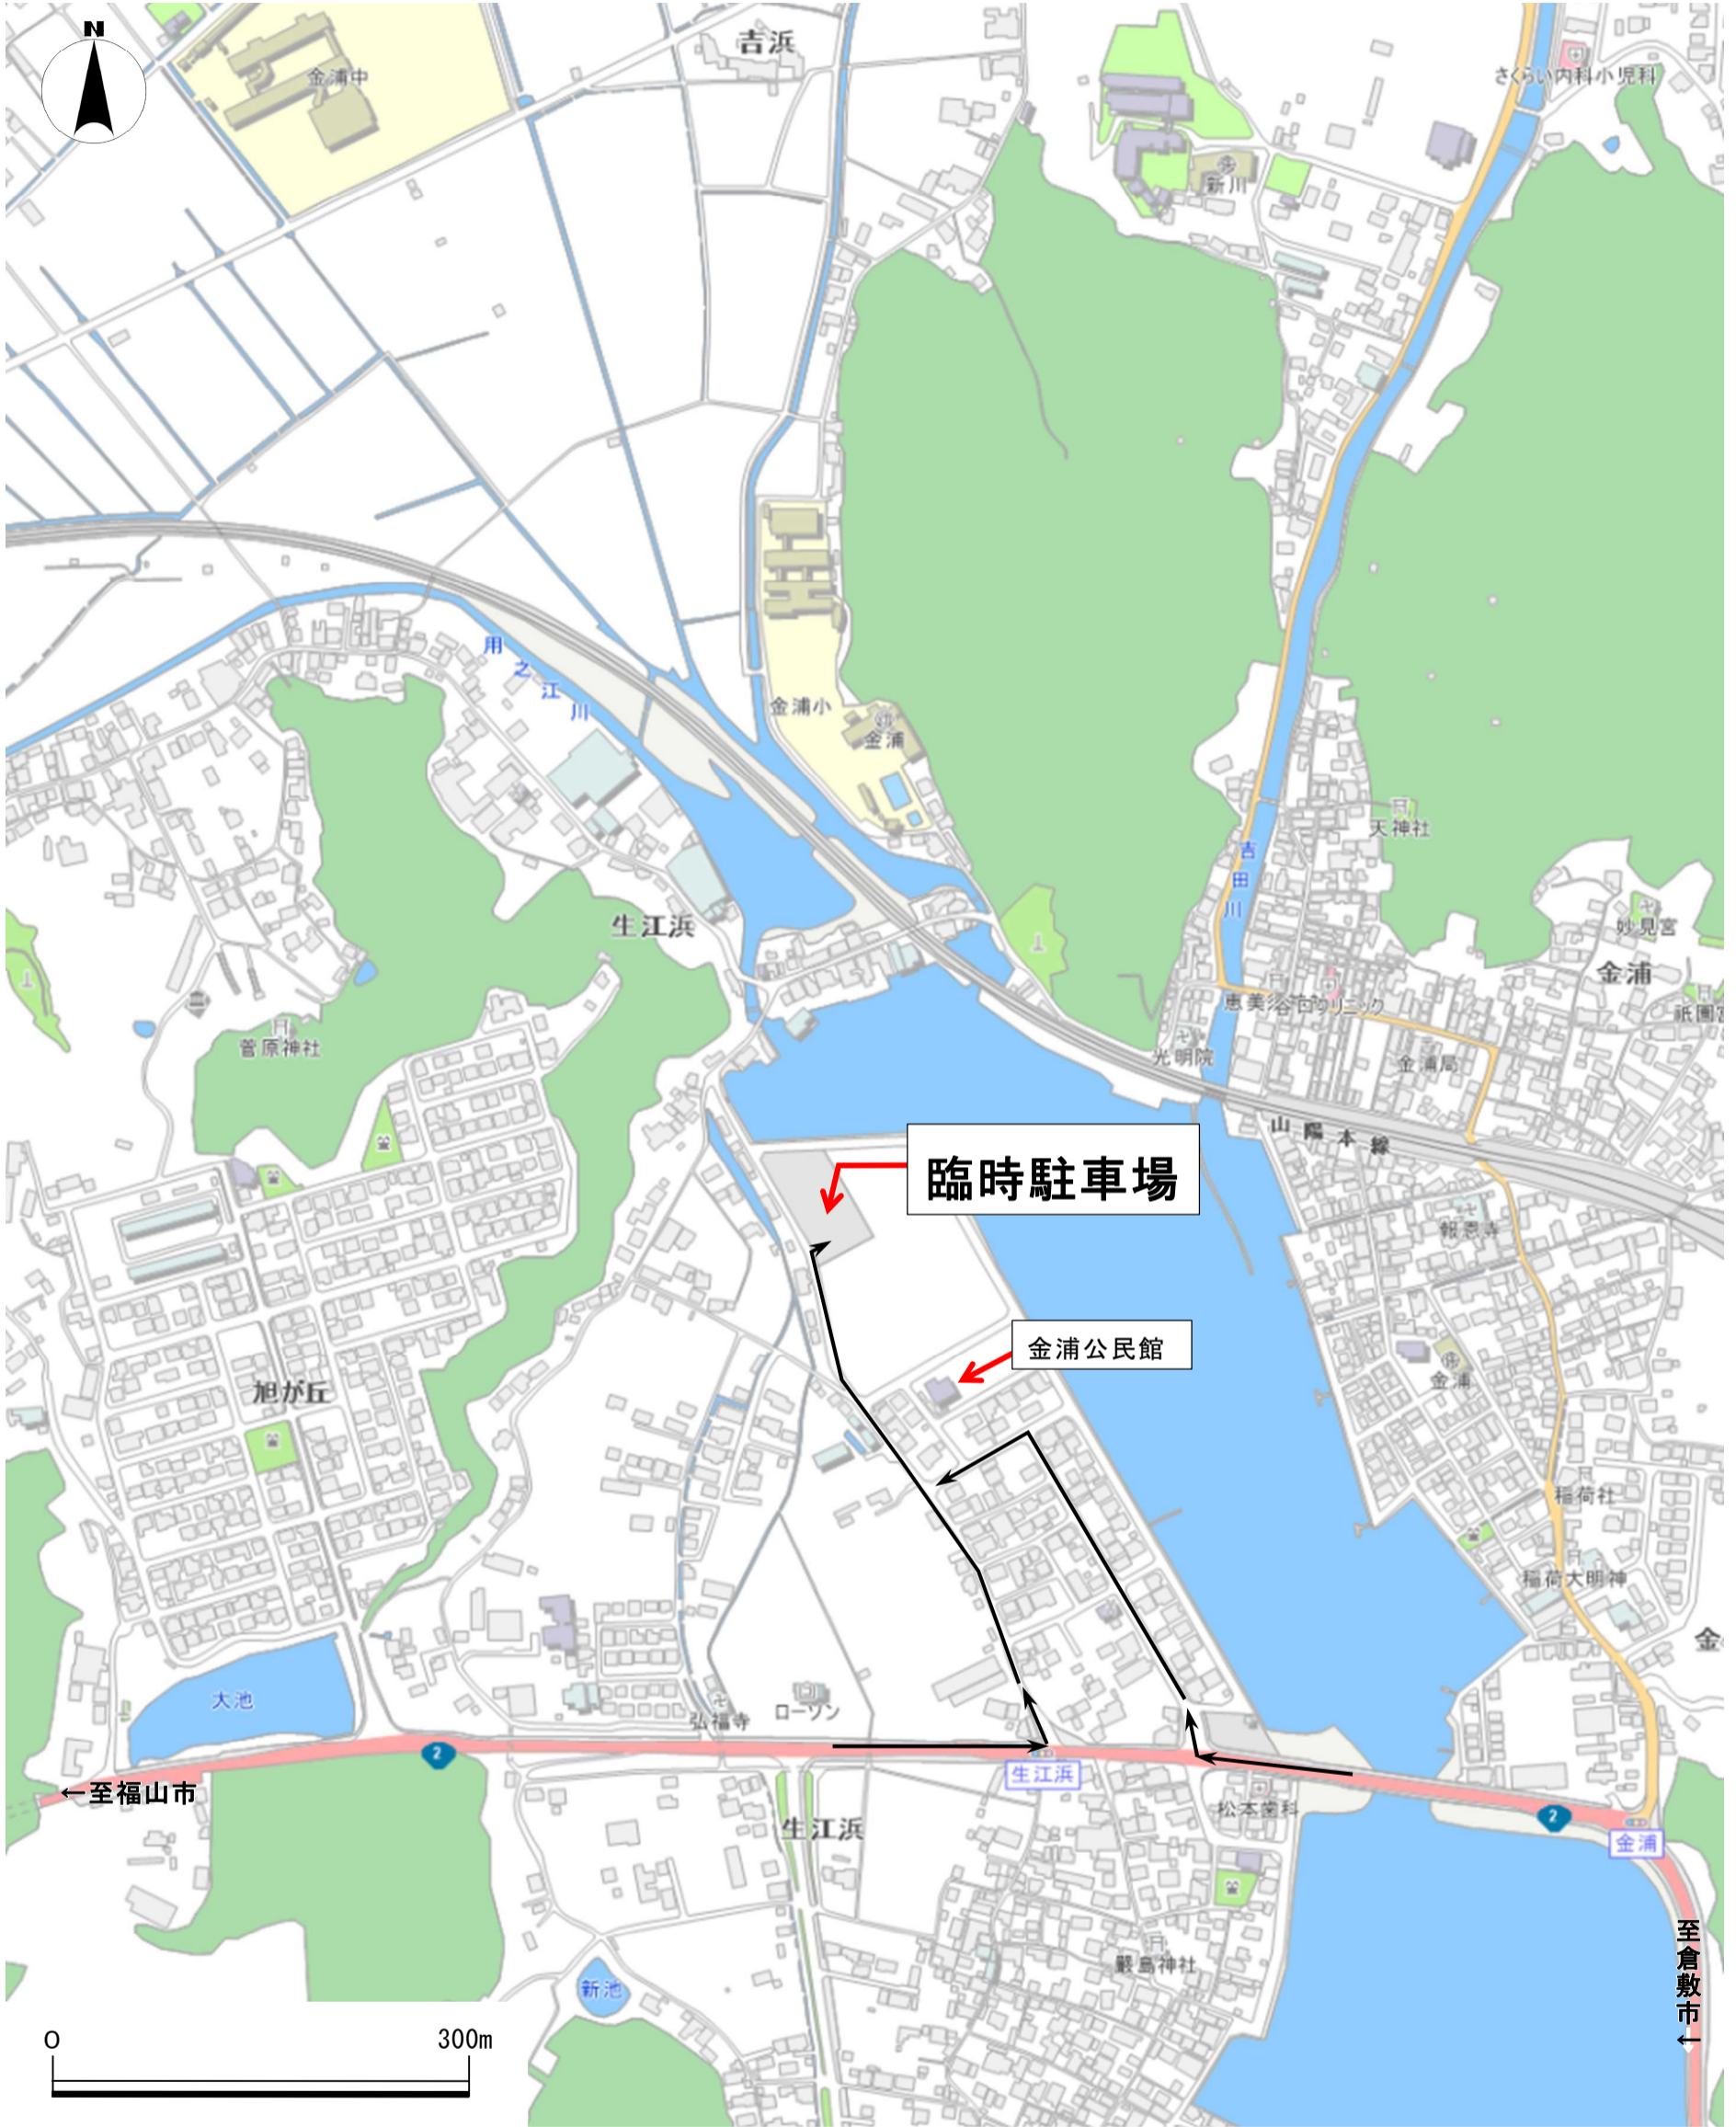 N
吉浜
金浦中
さくらい内科小児科
新川
用之江川
金浦小
金浦
天神社
吉田川
生江浜
妙見宮
金浦
菅原神社
恵美
谷口クリニック
祇園宮
光明院
金浦局
山陽本線
臨時駐車場
報恩寺
金浦公民館
金浦
旭が丘
稲荷社
稲荷大明神
金
大池
弘福寺
ローソン
2
生江浜
←至福山市
松本歯科
2
金浦
生江浜
至倉敷市←
厳島神社
新池
0
300m